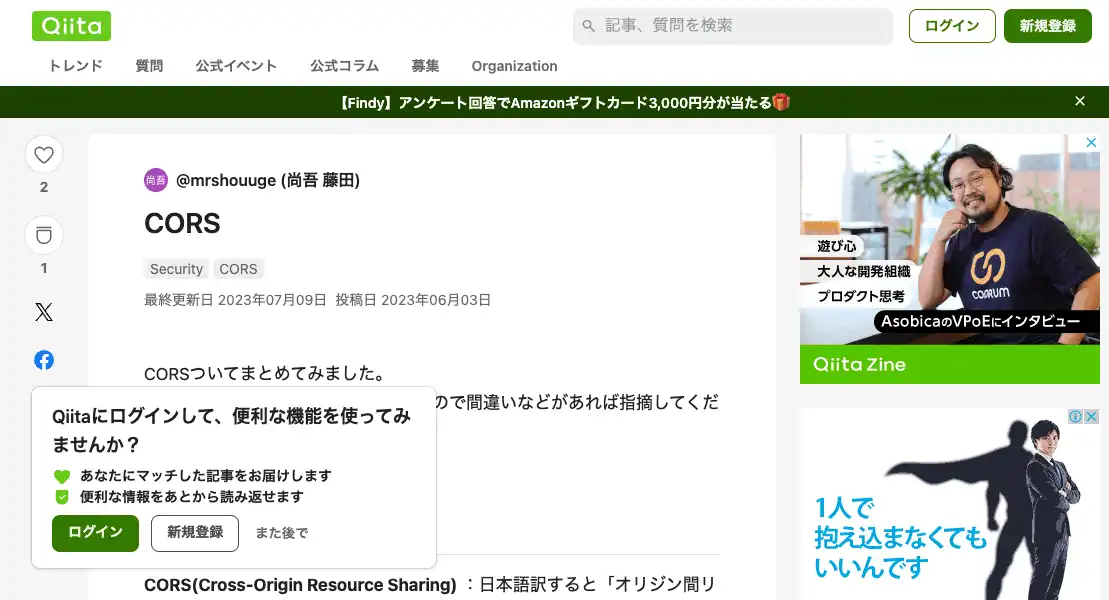 Qiita
記事、質問を検索
ログイン
新規登録
トレンド
質問
公式イベント
公式コラム
募集
Organization
【Findy】アンケート回答でAmazonギフトカード3,000円分が当たる🎁
尚吾
@mrshouuge (尚吾 藤田)
CORS
Security
CORS
最終更新日 2023年07月09日 投稿日 2023年06月03日
2
1
CORSついてまとめてみました。
ので間違いなどがあれば指摘してくだ
Qiitaにログインして、便利な機能を使ってみ
ませんか？
あなたにマッチした記事をお届けします
便利な情報をあとから読み返せます
ログイン
新規登録
また後で
CORS(Cross-Origin Resource Sharing) ：日本語訳すると「オリジン間リ
遊び心
大人な開発組織
プロダクト思考
COORUM
AsobicaのVPoEにインタビュー
Qiita Zine
1人で
抱え込まなくても
いいんです